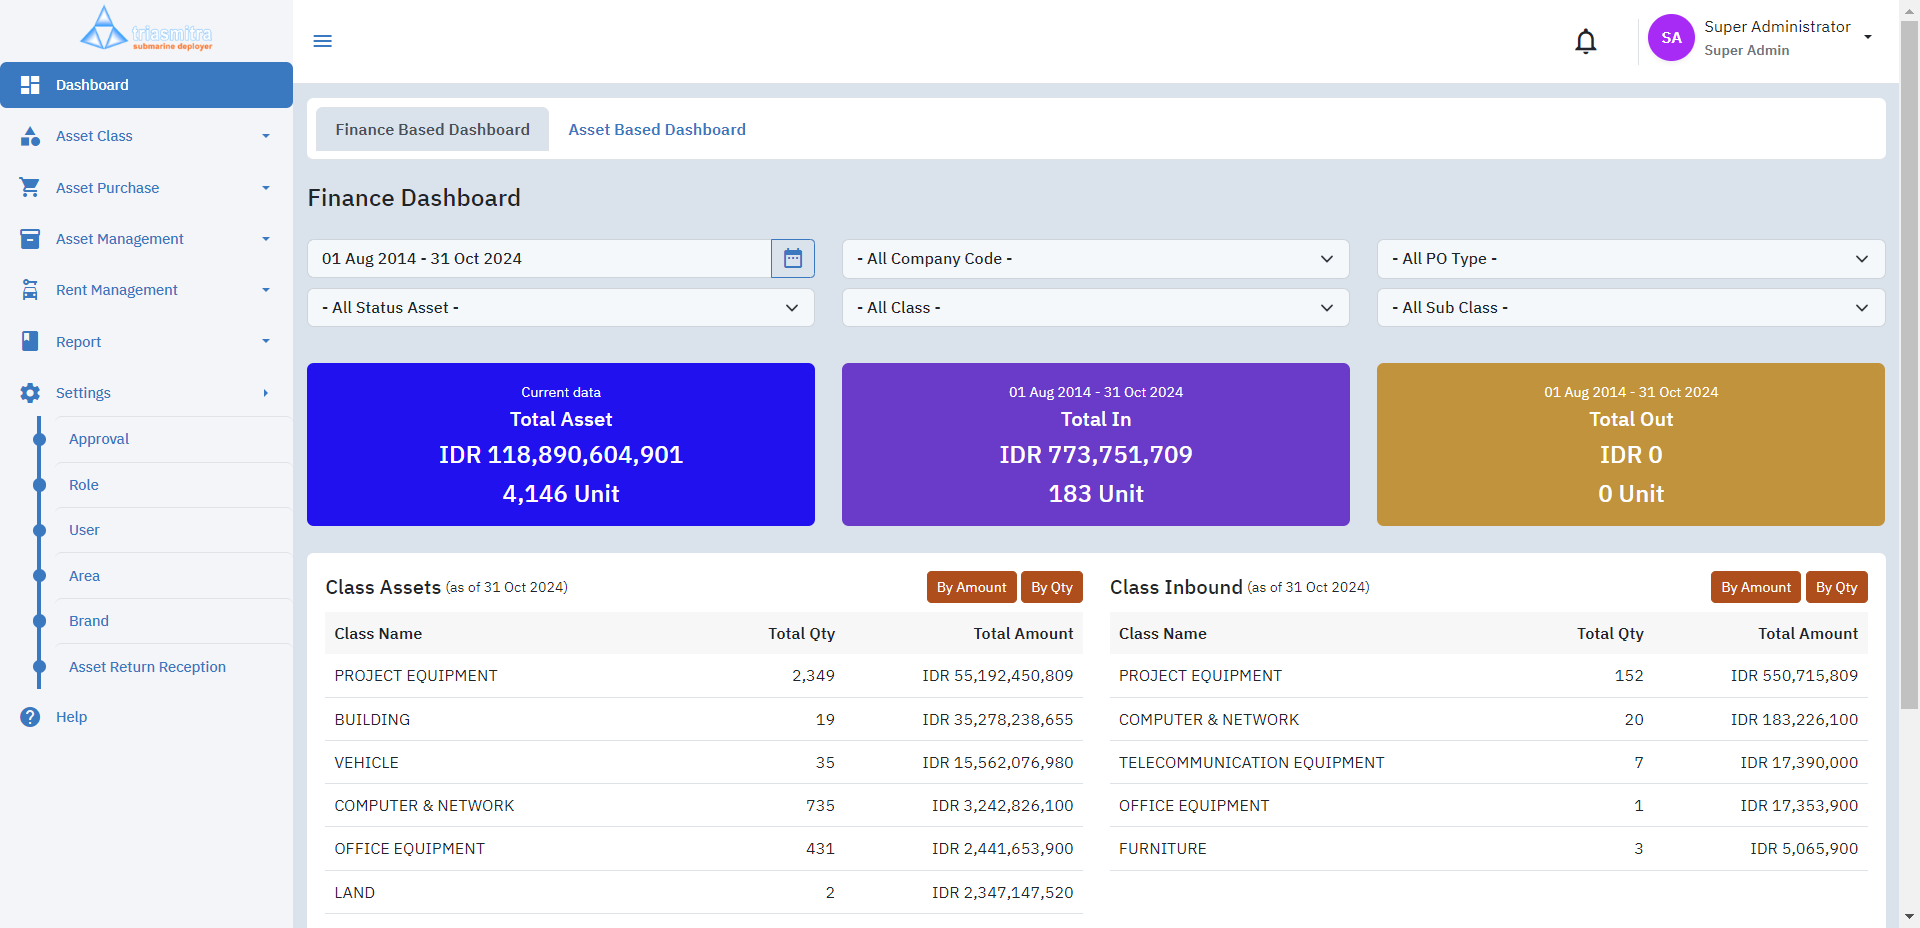 triasmitra
submarine deployer
Dashboard
Asset Class
Asset Purchase
Asset Management
Rent Management
Report
Settings
Approval
Role
User
Area
Brand
Asset Return Reception
Help
SA
Super Administrator
Super Admin
Finance Based Dashboard
Asset Based Dashboard
Finance Dashboard
01 Aug 2014 - 31 Oct 2024
- All Company Code -
- All PO Type -
- All Status Asset -
- All Class -
- All Sub Class -
Current data
Total Asset
IDR 118,890,604,901
4,146 Unit
01 Aug 2014 - 31 Oct 2024
Total In
IDR 773,751,709
183 Unit
01 Aug 2014 - 31 Oct 2024
Total Out
IDR 0
0 Unit
Class Assets (as of 31 Oct 2024) By Amount By Qty
Class Name Total Qty Total Amount
PROJECT EQUIPMENT 2,349 IDR 55,192,450,809
BUILDING 19 IDR 35,278,238,655
VEHICLE 35 IDR 15,562,076,980
COMPUTER & NETWORK 735 IDR 3,242,826,100
OFFICE EQUIPMENT 431 IDR 2,441,653,900
LAND 2 IDR 2,347,147,520
Class Inbound (as of 31 Oct 2024) By Amount By Qty
Class Name Total Qty Total Amount
PROJECT EQUIPMENT 152 IDR 550,715,809
COMPUTER & NETWORK 20 IDR 183,226,100
TELECOMMUNICATION EQUIPMENT 7 IDR 17,390,000
OFFICE EQUIPMENT 1 IDR 17,353,900
FURNITURE 3 IDR 5,065,900